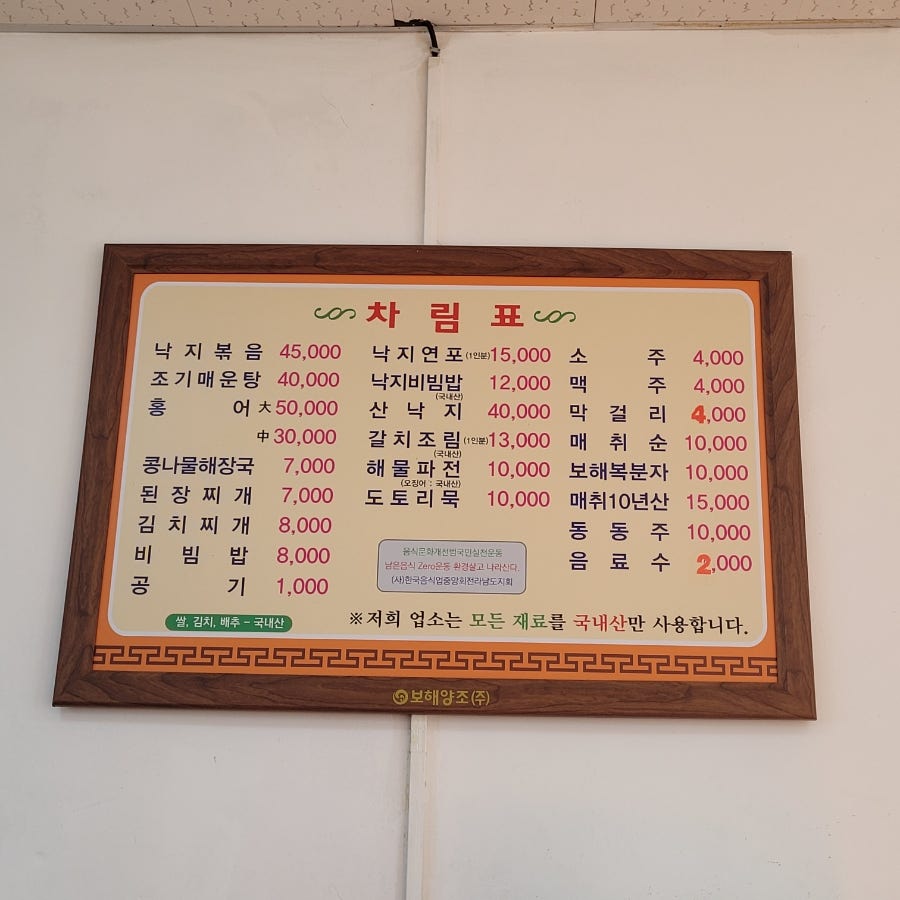 차림표
낙지볶음 45,000
조기매운탕 40,000
홍어 大 50,000
中 30,000
콩나물해장국 7,000
된장찌개 7,000
김치찌개 8,000
비빔밥 8,000
공기 1,000
쌀, 김치, 배추 - 국내산
낙지연포 (1인분) 15,000
낙지비빔밥 12,000
(국내산)
산낙지 40,000
갈치조림 (1인분) 13,000
(국내산)
해물파전 10,000
(오징어 : 국내산)
도토리묵 10,000
음식문화개선범국민실천운동
남은음식 Zero운동 환경살고 나라산다.
(사)한국음식업중앙회전라남도지회
소주 4,000
맥주 4,000
막걸리 4,000
매취순 10,000
보해복분자 10,000
매취10년산 15,000
동동주 10,000
음료수 2,000
※저희 업소는 모든 재료를 국내산만 사용합니다.
보해양조(주)